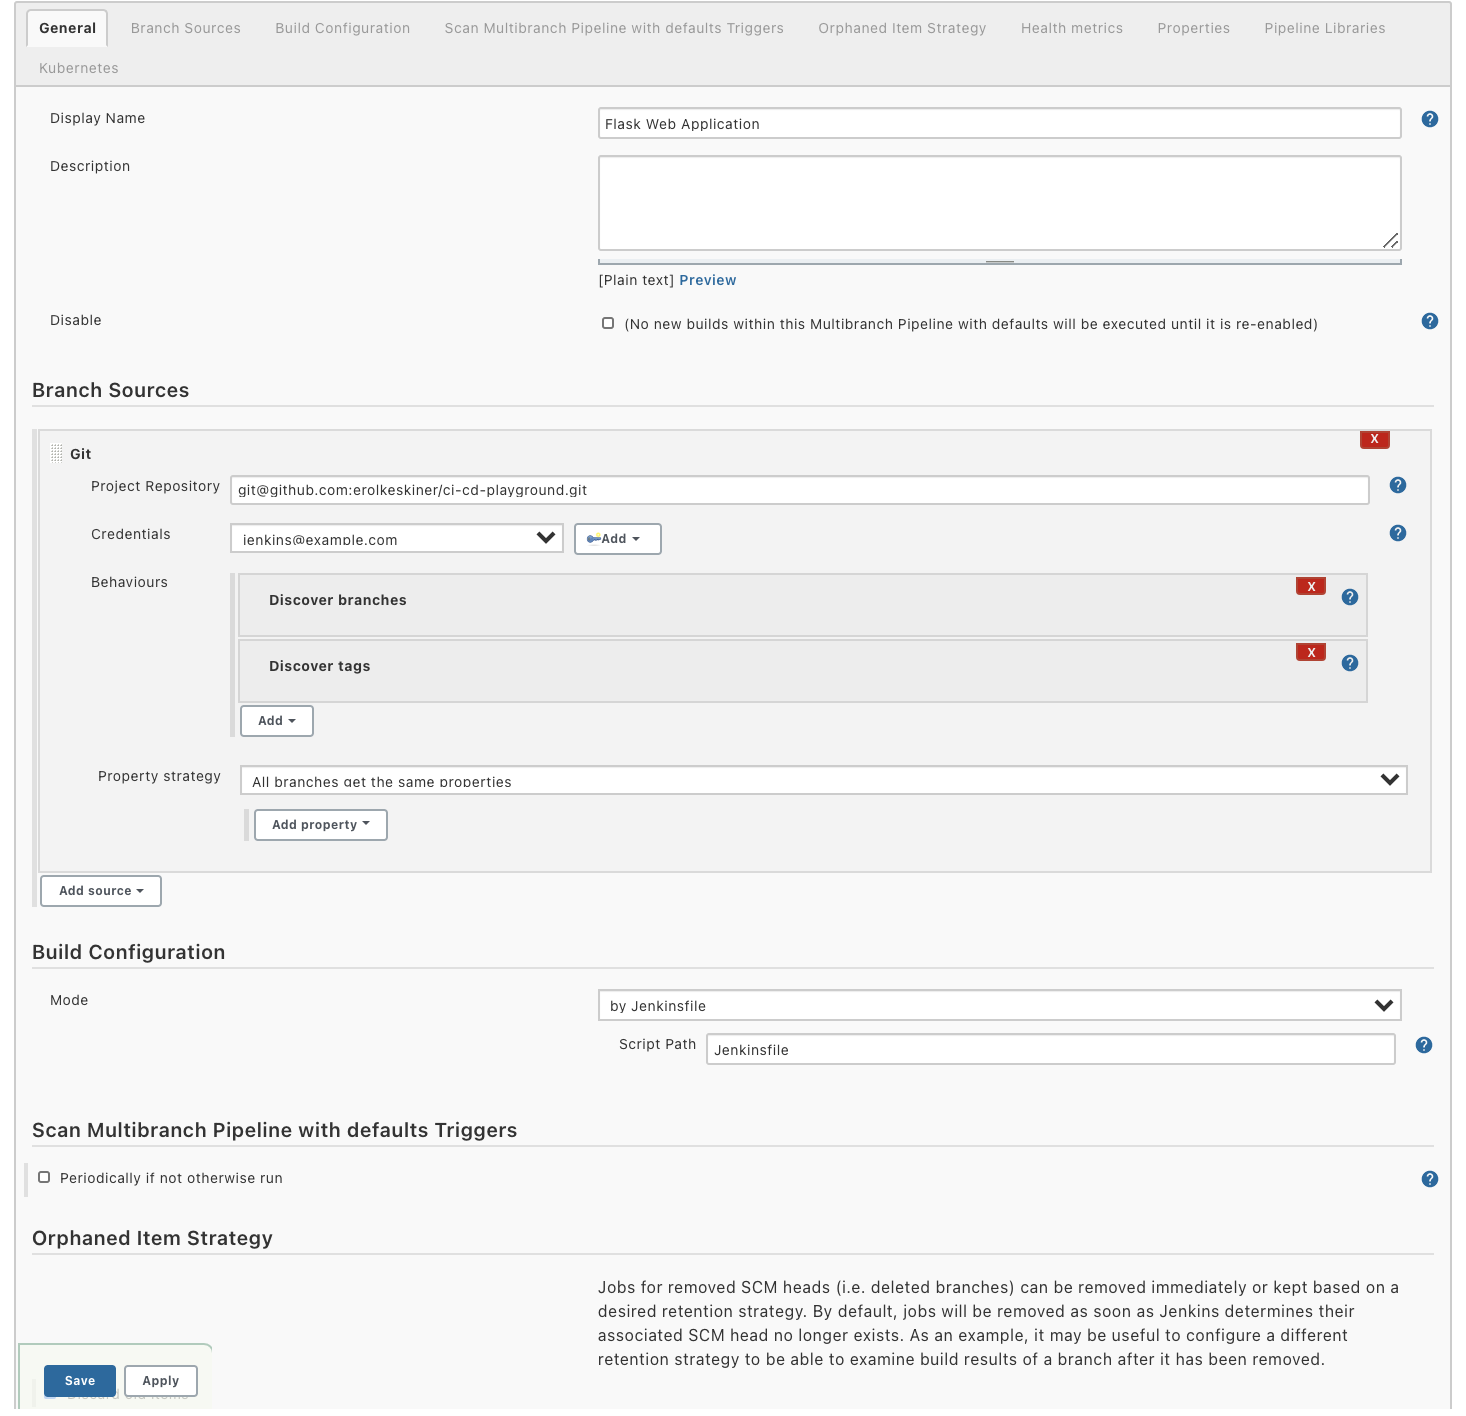 General Branch Sources Build Configuration Scan Multibranch Pipeline with defaults Triggers Orphaned Item Strategy Health metrics Properties Pipeline Libraries
Kubernetes
Display Name Flask Web Application
Description
[Plain text] Preview
Disable (No new builds within this Multibranch Pipeline with defaults will be executed until it is re-enabled)
Branch Sources
X
Git
Project Repository git@github.com:erolkeskiner/ci-cd-playground.git
Credentials jenkins@example.com Add
Behaviours
Discover branches X
Discover tags X
Add
Property strategy All branches get the same properties
Add property
Add source
Build Configuration
Mode by Jenkinsfile
Script Path Jenkinsfile
Scan Multibranch Pipeline with defaults Triggers
Periodically if not otherwise run
Orphaned Item Strategy
Jobs for removed SCM heads (i.e. deleted branches) can be removed immediately or kept based on a
desired retention strategy. By default, jobs will be removed as soon as Jenkins determines their
associated SCM head no longer exists. As an example, it may be useful to configure a different
retention strategy to be able to examine build results of a branch after it has been removed.
Save Apply
Discard old items